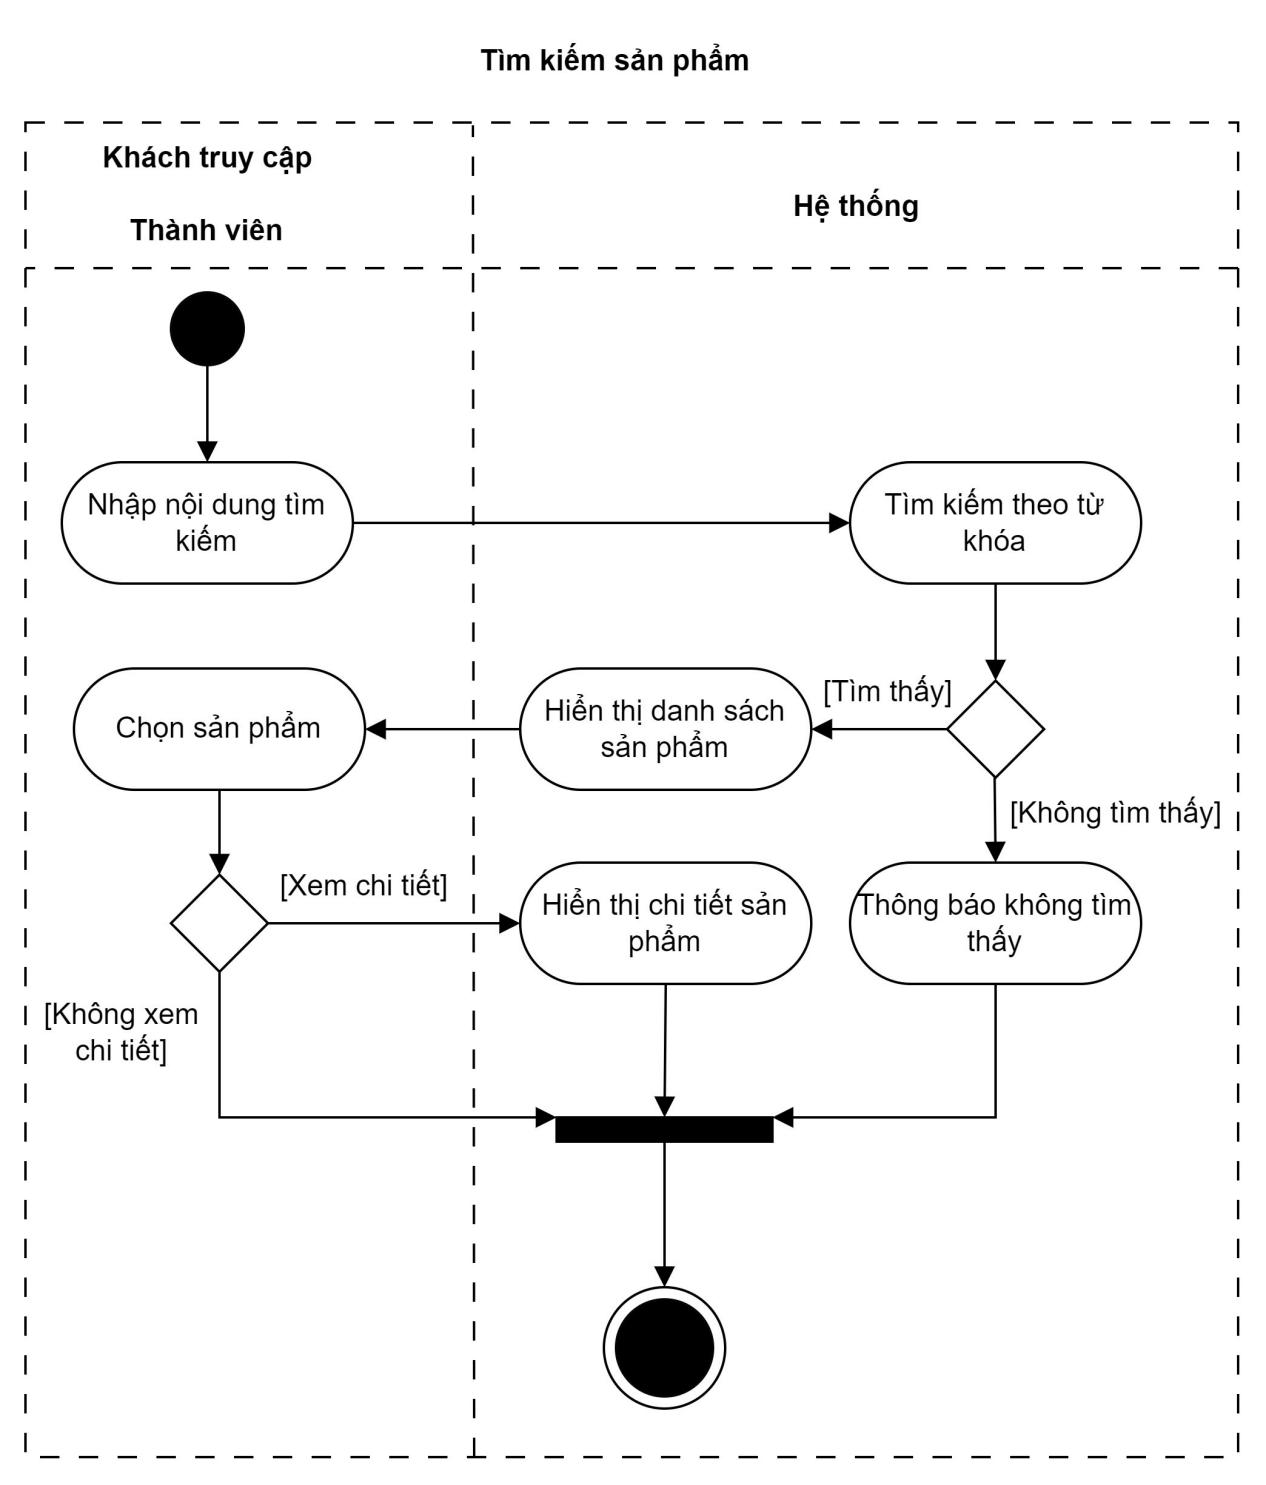 Tìm kiếm sản phẩm
Khách truy cập
Thành viên
Hệ thống
Nhập nội dung tìm
kiếm
Tìm kiếm theo từ
khóa
Chọn sản phẩm
Hiển thị danh sách
sản phẩm
[Tìm thấy]
[Không tìm thấy]
[Xem chi tiết]
Hiển thị chi tiết sản
phẩm
Thông báo không tìm
thấy
[Không xem
chi tiết]